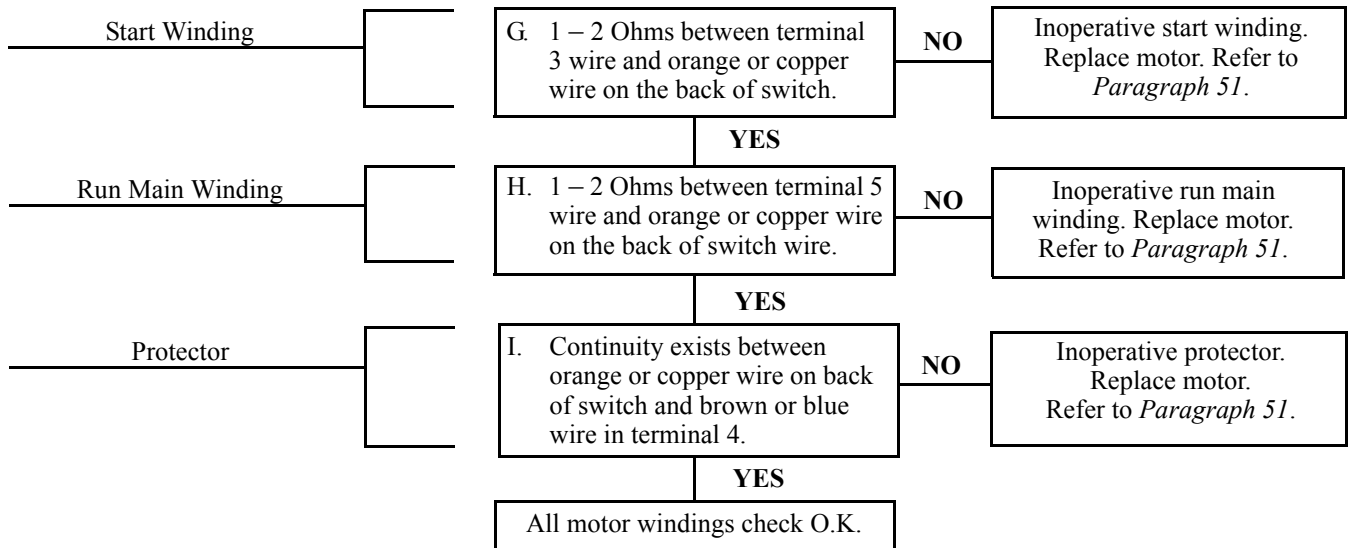 Start Winding
G. 1 – 2 Ohms between terminal
3 wire and orange or copper
wire on the back of switch.
NO
Inoperative start winding.
Replace motor. Refer to
Paragraph 51.
YES
Run Main Winding
H. 1 – 2 Ohms between terminal 5
wire and orange or copper wire
on the back of switch wire.
NO
Inoperative run main
winding. Replace motor.
Refer to Paragraph 51.
YES
Protector
I. Continuity exists between
orange or copper wire on back
of switch and brown or blue
wire in terminal 4.
NO
Inoperative protector.
Replace motor.
Refer to Paragraph 51.
YES
All motor windings check O.K.